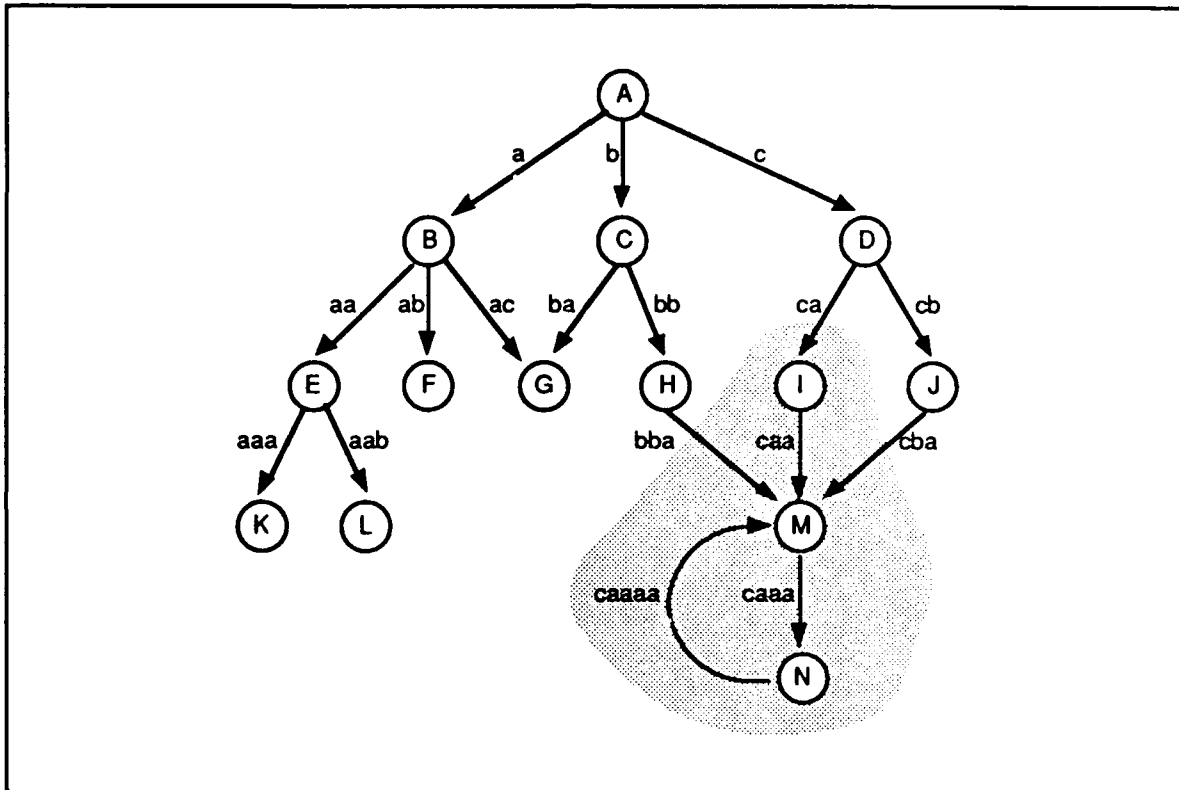 A
a b c
B C D
aa ab ac ba bb ca cb
E F G H I J
aaa aab bba caa cba
K L M
caaaa caaa
N